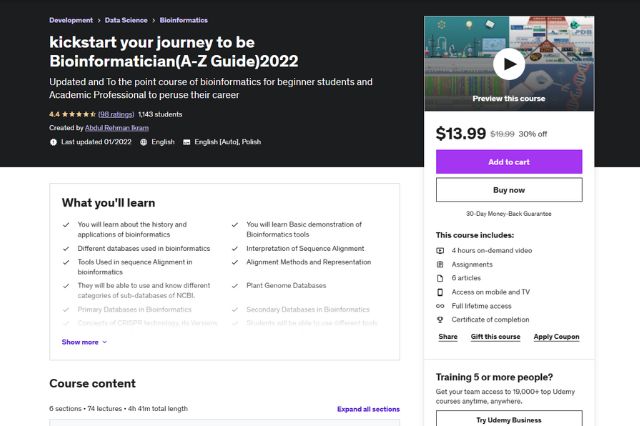 Development > Data Science > Bioinformatics
kickstart your journey to be
Bioinformatician(A-Z Guide)2022
Updated and To the point course of bioinformatics for beginner students and
Academic Professional to peruse their career
4.4 (98 ratings) 1,143 students
Created by Abdul Rehman Ikram
Last updated 01/2022 English English [Auto], Polish
Preview this course
$13.99 $19.99 30% off
Add to cart
Buy now
30-Day Money-Back Guarantee
This course includes:
4 hours on-demand video
Assignments
6 articles
Access on mobile and TV
Full lifetime access
Certificate of completion
Share Gift this course Apply Coupon
Training 5 or more people?
Get your team access to 19,000+ top Udemy
courses anytime, anywhere.
Try Udemy Business
What you'll learn
You will learn about the history and
applications of bioinformatics
You will learn Basic demonstration of
Bioinformatics tools
Different databases used in bioinformatics
Interpretation of Sequence Alignment
Tools Used in sequence Alignment in
bioinformatics
Alignment Methods and Representation
They will be able to use and know different
categories of sub-databases of NCBI.
Plant Genome Databases
Primary Databases in Bioinformatics
Secondary Databases in Bioinformatics
Concepts of CRISPR technology, its Versions
Students will be able to use different tools
Show more
Course content
6 sections • 74 lectures • 4h 41m total length
Expand all sections